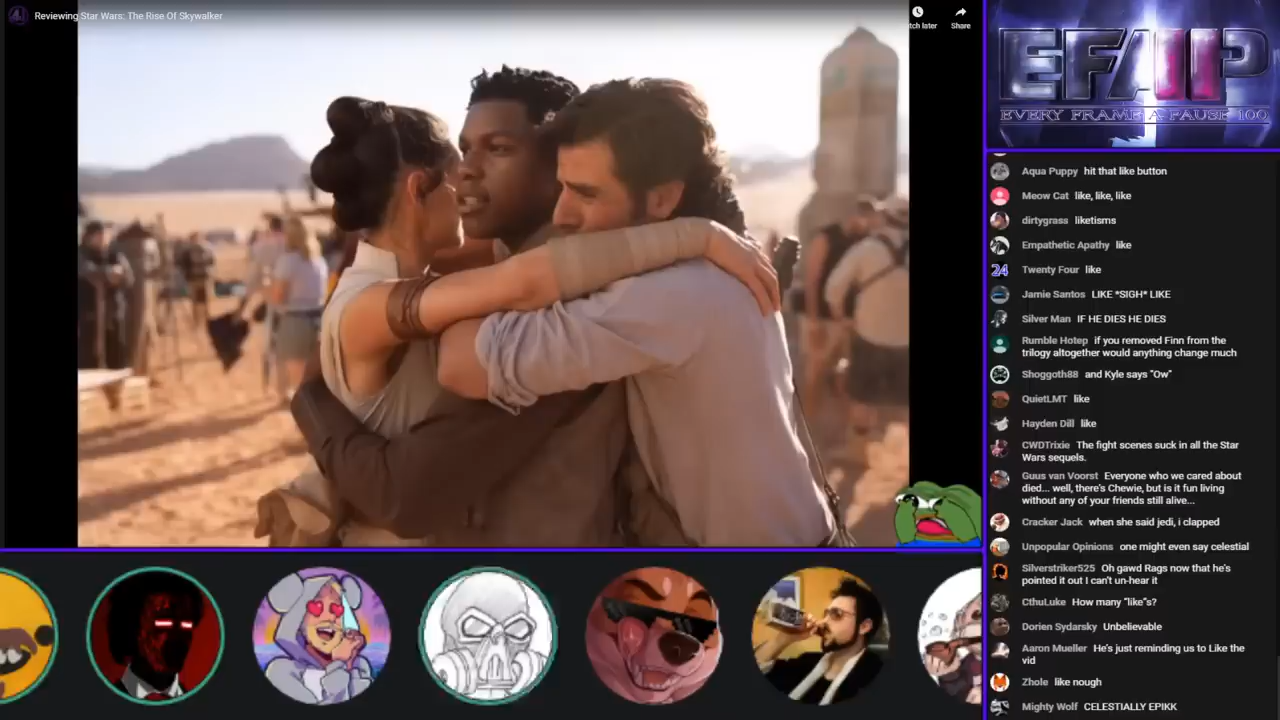 Reviewing Star Wars: The Rise Of Skywalker
tch later
Share
EFAP
EVERY FRAME A PAUSE 100
Aqua Puppy hit that like button
Meow Cat like, like, like
dirtygrass liketisms
Empathetic Apathy like
24 Twenty Four like
Jamie Santos LIKE *SIGH* LIKE
Silver Man IF HE DIES HE DIES
Rumble Hotep if you removed Finn from the
trilogy altogether would anything change much
Shoggoth88 and Kyle says "Ow"
QuietLMT like
Hayden Dill like
CWDTrixie The fight scenes suck in all the Star
Wars sequels.
Guus van Voorst Everyone who we cared about
died... well, there's Chewie, but is it fun living
without any of your friends still alive...
Cracker Jack when she said jedi, i clapped
Unpopular Opinions one might even say celestial
Silverstriker525 Oh gawd Rags now that he's
pointed it out I can't un-hear it
CthuLuke How many "like"s?
Dorien Sydarsky Unbelievable
Aaron Mueller He's just reminding us to Like the
vid
Zhole like nough
Mighty Wolf CELESTIALLY EPIKK